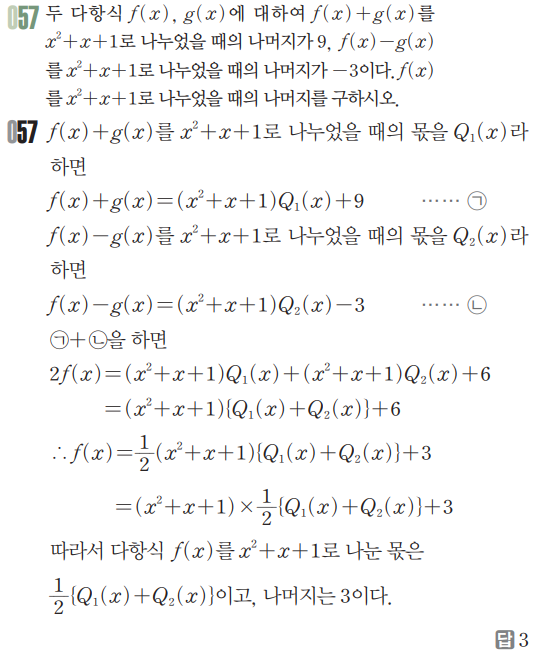 057 두 다항식 f(x), g(x)에 대하여 f(x)+g(x)를
x²+x+1로 나누었을 때의 나머지가 9, f(x)-g(x)
를 x²+x+1로 나누었을 때의 나머지가 -3이다. f(x)
를 x²+x+1로 나누었을 때의 나머지를 구하시오.
057 f(x)+g(x)를 x²+x+1로 나누었을 때의 몫을 Q₁(x)라
하면
f(x)+g(x)=(x²+x+1)Q₁(x)+9 …… ㉠
f(x)-g(x)를 x²+x+1로 나누었을 때의 몫을 Q₂(x)라
하면
f(x)-g(x)=(x²+x+1)Q₂(x)-3 …… ㉡
㉠+㉡을 하면
2f(x)=(x²+x+1)Q₁(x)+(x²+x+1)Q₂(x)+6
=(x²+x+1){Q₁(x)+Q₂(x)}+6
∴ f(x)=1/2(x²+x+1){Q₁(x)+Q₂(x)}+3
=(x²+x+1)×1/2{Q₁(x)+Q₂(x)}+3
따라서 다항식 f(x)를 x²+x+1로 나눈 몫은
1/2{Q₁(x)+Q₂(x)}이고, 나머지는 3이다.
답 3